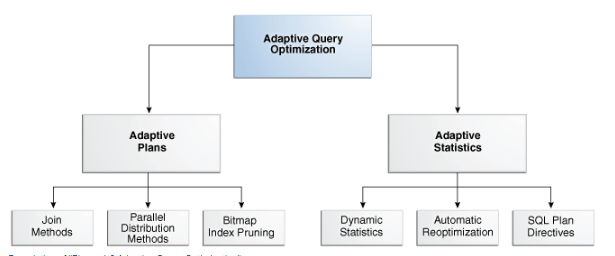 Adaptive Query
Optimization
Adaptive
Plans
Adaptive
Statistics
Join
Methods
Parallel
Distribution
Methods
Bitmap
Index Pruning
Dynamic
Statistics
Automatic
Reoptimization
SQL Plan
Directives